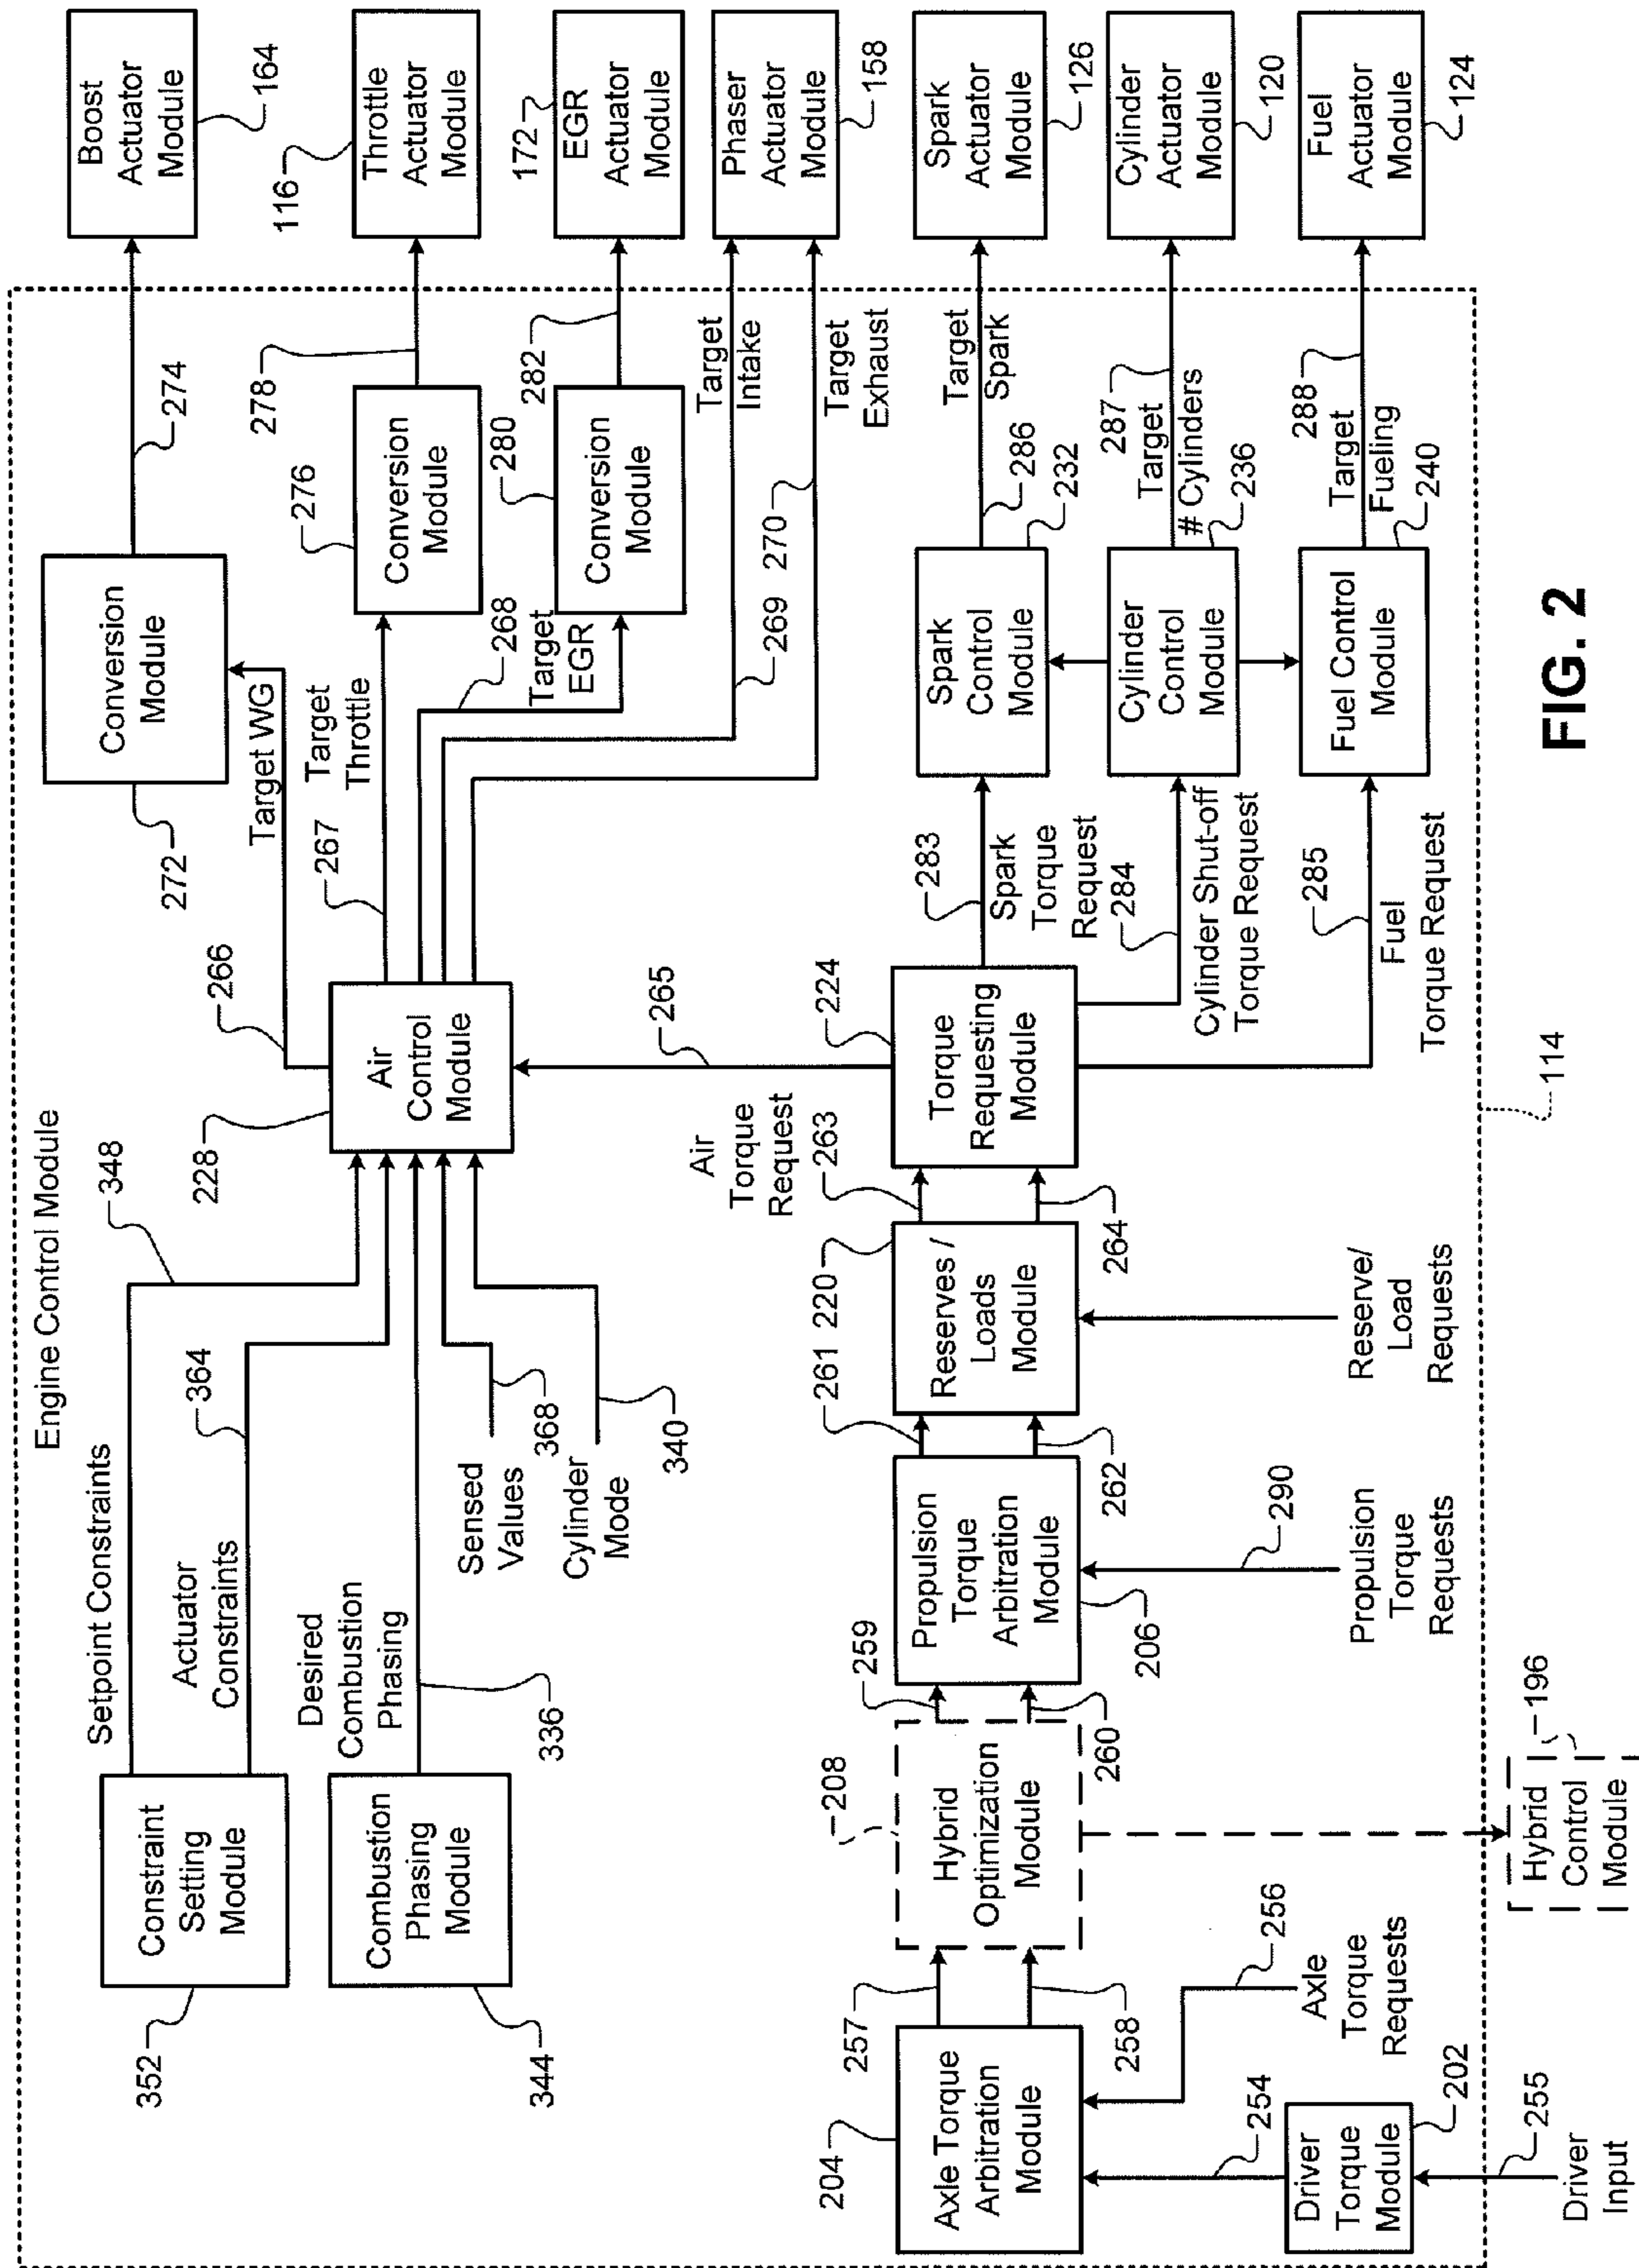 Engine Control Module
Constraint
Setting
Module
352
Setpoint Constraints
348
Actuator
Constraints
364
Combustion
Phasing
Module
344
Desired
Combustion
Phasing
336
Sensed
Values
368
Cylinder
Mode
340
228
Air
Control
Module
266
Target WG
272
Conversion
Module
274
Boost
Actuator
Module
164
267
Target
Throttle
276
Conversion
Module
278
116
Throttle
Actuator
Module
268
Target
EGR
280
Conversion
Module
282
172
EGR
Actuator
Module
269
Target
Intake
270
Target
Exhaust
Phaser
Actuator
Module
158
265
Air
Torque
Request
204
Axle Torque
Arbitration
Module
257
258
254
Driver
Torque
Module
202
255
Driver
Input
256
Axle
Torque
Requests
208
Hybrid
Optimization
Module
259
260
196
Hybrid
Control
Module
Propulsion
Torque
Arbitration
Module
206
290
Propulsion
Torque
Requests
261
262
220
Reserves /
Loads
Module
Reserve/
Load
Requests
263
264
224
Torque
Requesting
Module
283
Spark
Torque
Request
284
Cylinder Shut-off
Torque Request
285
Fuel
Torque Request
Spark
Control
Module
232
286
Target
Spark
Spark
Actuator
Module
126
Cylinder
Control
Module
236
287
Target
# Cylinders
Cylinder
Actuator
Module
120
Fuel Control
Module
240
288
Target
Fueling
Fuel
Actuator
Module
124
114
FIG. 2